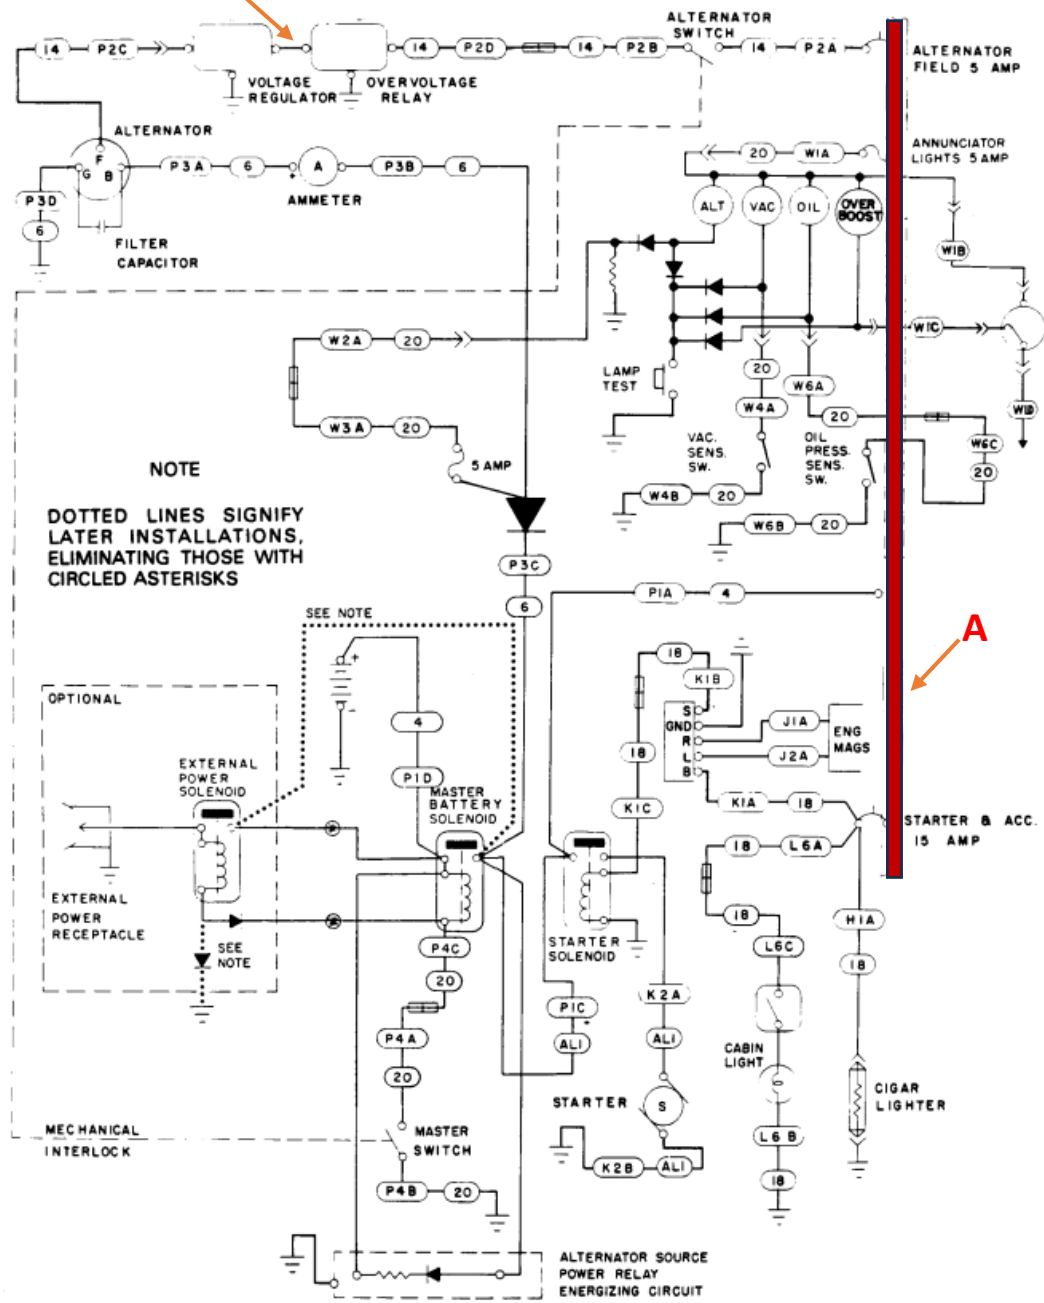 ALTERNATOR
SWITCH
14
P2C
14
P2D
14
P2B
14
P2A
ALTERNATOR
FIELD 5 AMP
VOLTAGE
REGULATOR
OVERVOLTAGE
RELAY
ALTERNATOR
F
G
B
P3A
6
A
P3B
6
AMMETER
P3D
6
FILTER
CAPACITOR
20
W1A
ANNUNCIATOR
LIGHTS 5 AMP
ALT
VAC
OIL
OVER
BOOST
W1B
W1C
W1D
W2A
20
LAMP
TEST
20
W4A
W6A
20
W3A
20
5 AMP
VAC.
SENS.
SW.
OIL
PRESS.
SENS.
SW.
W6C
20
W4B
20
W6B
20
NOTE
DOTTED LINES SIGNIFY
LATER INSTALLATIONS,
ELIMINATING THOSE WITH
CIRCLED ASTERISKS
P3C
6
P1A
4
SEE NOTE
A
18
K1B
+
-
OPTIONAL
4
P1D
S
GND
R
L
B
J1A
J2A
ENG
MAGS
18
K1C
EXTERNAL
POWER
SOLENOID
MASTER
BATTERY
SOLENOID
K1A
18
STARTER & ACC.
15 AMP
18
L6A
EXTERNAL
POWER
RECEPTACLE
SEE
NOTE
P4C
20
STARTER
SOLENOID
18
L6C
H1A
18
P4A
20
P1C
AL1
K2A
AL1
CABIN
LIGHT
CIGAR
LIGHTER
MECHANICAL
INTERLOCK
MASTER
SWITCH
STARTER
S
L6B
18
K2B
AL1
P4B
20
ALTERNATOR SOURCE
POWER RELAY
ENERGIZING CIRCUIT